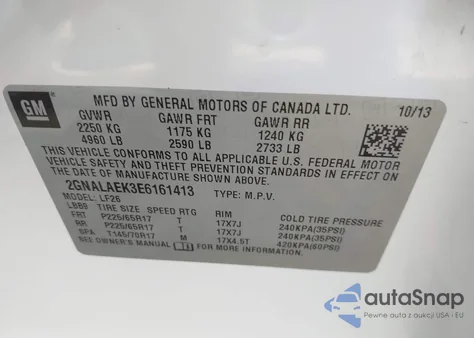 GM
MFD BY GENERAL MOTORS OF CANADA LTD. 10/13
GVWR GAWR FRT GAWR RR
2250 KG 1175 KG 1240 KG
4960 LB 2590 LB 2733 LB
THIS VEHICLE CONFORMS TO ALL APPLICABLE U.S. FEDERAL MOTOR
VEHICLE SAFETY AND THEFT PREVENTION STANDARDS IN EFFECT ON
THE DATE OF MANUFACTURE SHOWN ABOVE.
2GNALAEK3E6161413 TYPE: M.P.V.
MODEL: LF26
LBB9 TIRE SIZE SPEED RTG RIM COLD TIRE PRESSURE
FRT P225/65R17 T 17X7J 240KPA(35PSI)
RR P225/65R17 T 17X7J 240KPA(35PSI)
SPA T145/70R17 M 17X4.5T 420KPA(60PSI)
SEE OWNER'S MANUAL FOR MORE INFORMATION.
autoSnap
Pewne auta z aukcji USA i EU